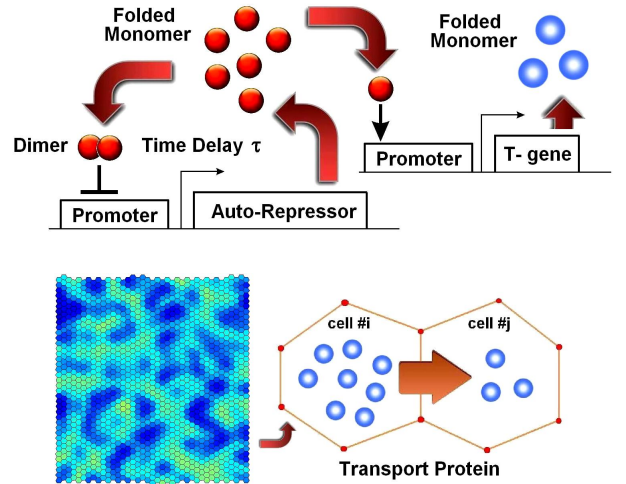 Folded
Monomer
Folded
Monomer
Dimer
Time Delay τ
Promoter
T- gene
Promoter
Auto-Repressor
cell #i
cell #j
Transport Protein